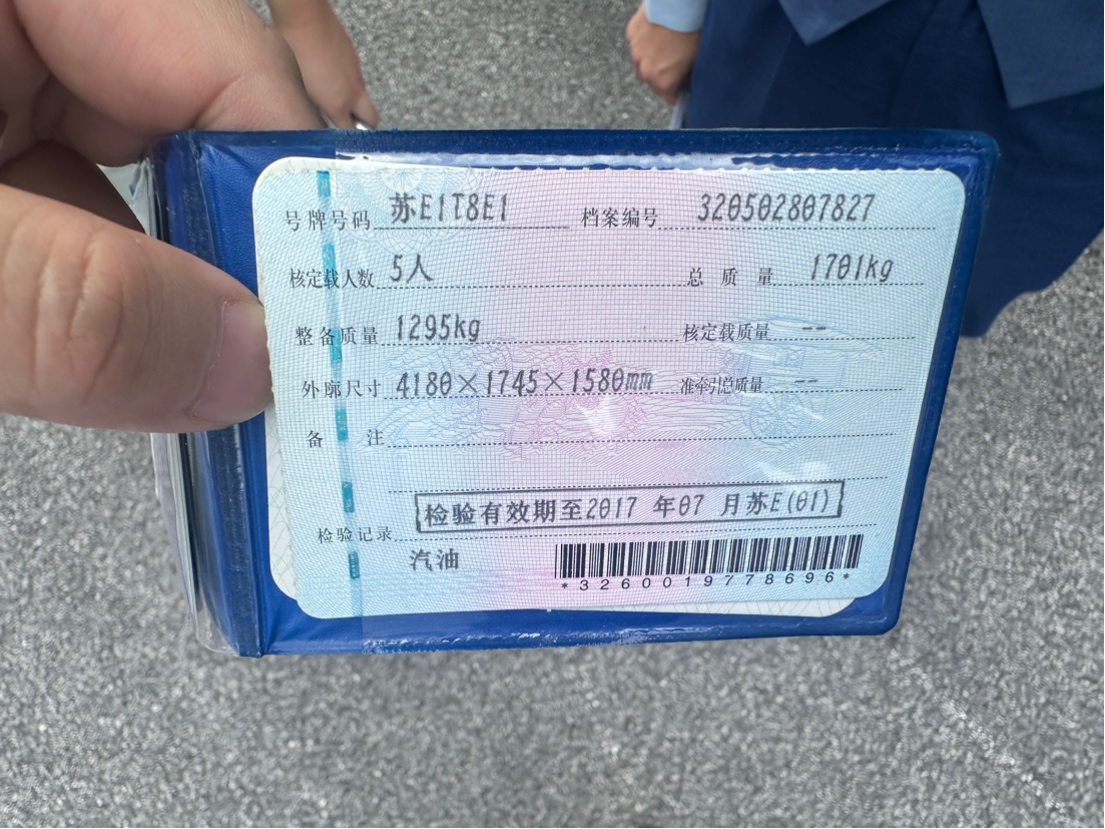 号牌号码 苏E1T8E1 档案编号 320502807827
核定载人数 5人 总质量 1701kg
整备质量 1295kg 核定载质量 --
外廓尺寸 4180×1745×1580mm 准牵引总质量 --
备注
检验记录 检验有效期至2017 年07 月苏E(01)
汽油
*3260019778696*